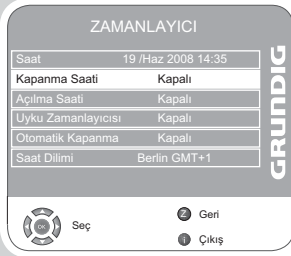 ZAMANLAYICI
Saat 19 /Haz 2008 14:35
Kapanma Saati Kapalı
Açılma Saati Kapalı
Uyku Zamanlayıcısı Kapalı
Otomatik Kapanma Kapalı
Saat Dilimi Berlin GMT+1
GRUNDIG
OK Seç
Z Geri
i Çıkış